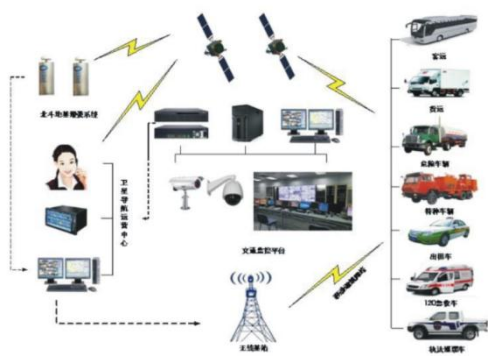 客运
货运
北斗地基增强系统
危险车辆
特种车辆
卫星导航运营中心
交通监控平台
出租车
120急救车
无线基站
执法巡逻车